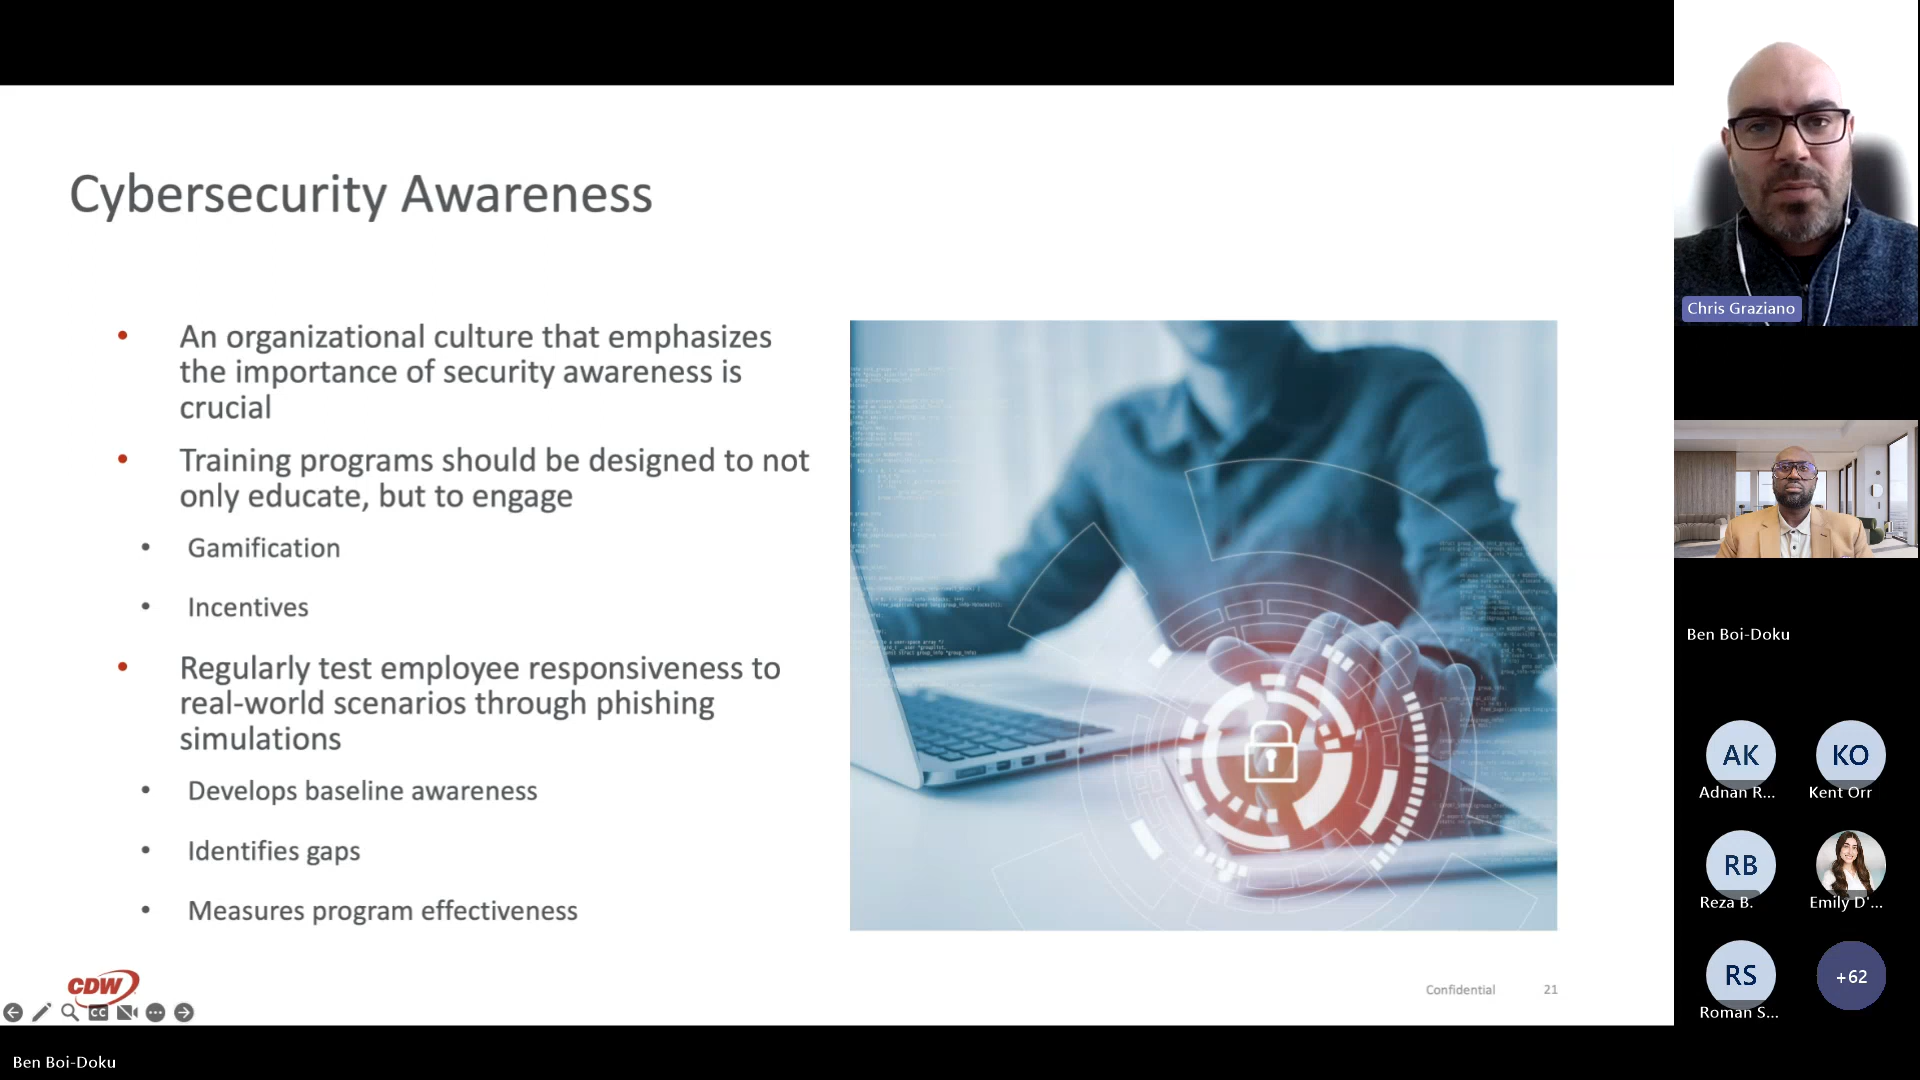 Cybersecurity Awareness
• An organizational culture that emphasizes
the importance of security awareness is
crucial
• Training programs should be designed to not
only educate, but to engage
• Gamification
• Incentives
• Regularly test employee responsiveness to
real-world scenarios through phishing
simulations
• Develops baseline awareness
• Identifies gaps
• Measures program effectiveness
CDW
Confidential 21
CC
Ben Boi-Doku
Chris Graziano
Ben Boi-Doku
AK
Adnan R...
KO
Kent Orr
RB
Reza B.
Emily D'...
RS
Roman S...
+62